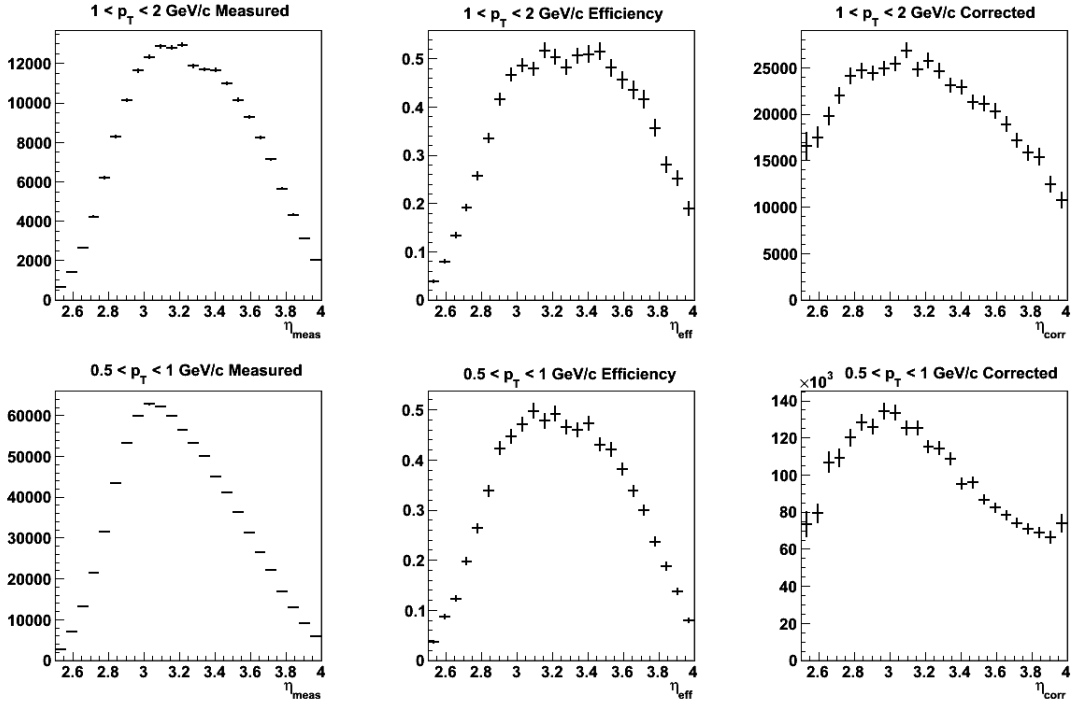 1 < p_T < 2 GeV/c Measured
12000
10000
8000
6000
4000
2000
0
2.6 2.8 3 3.2 3.4 3.6 3.8 4
η_meas
1 < p_T < 2 GeV/c Efficiency
0.5
0.4
0.3
0.2
0.1
0
2.6 2.8 3 3.2 3.4 3.6 3.8 4
η_eff
1 < p_T < 2 GeV/c Corrected
25000
20000
15000
10000
5000
0
2.6 2.8 3 3.2 3.4 3.6 3.8 4
η_corr
0.5 < p_T < 1 GeV/c Measured
60000
50000
40000
30000
20000
10000
0
2.6 2.8 3 3.2 3.4 3.6 3.8 4
η_meas
0.5 < p_T < 1 GeV/c Efficiency
0.5
0.4
0.3
0.2
0.1
0
2.6 2.8 3 3.2 3.4 3.6 3.8 4
η_eff
×10³ 0.5 < p_T < 1 GeV/c Corrected
140
120
100
80
60
40
20
0
2.6 2.8 3 3.2 3.4 3.6 3.8 4
η_corr